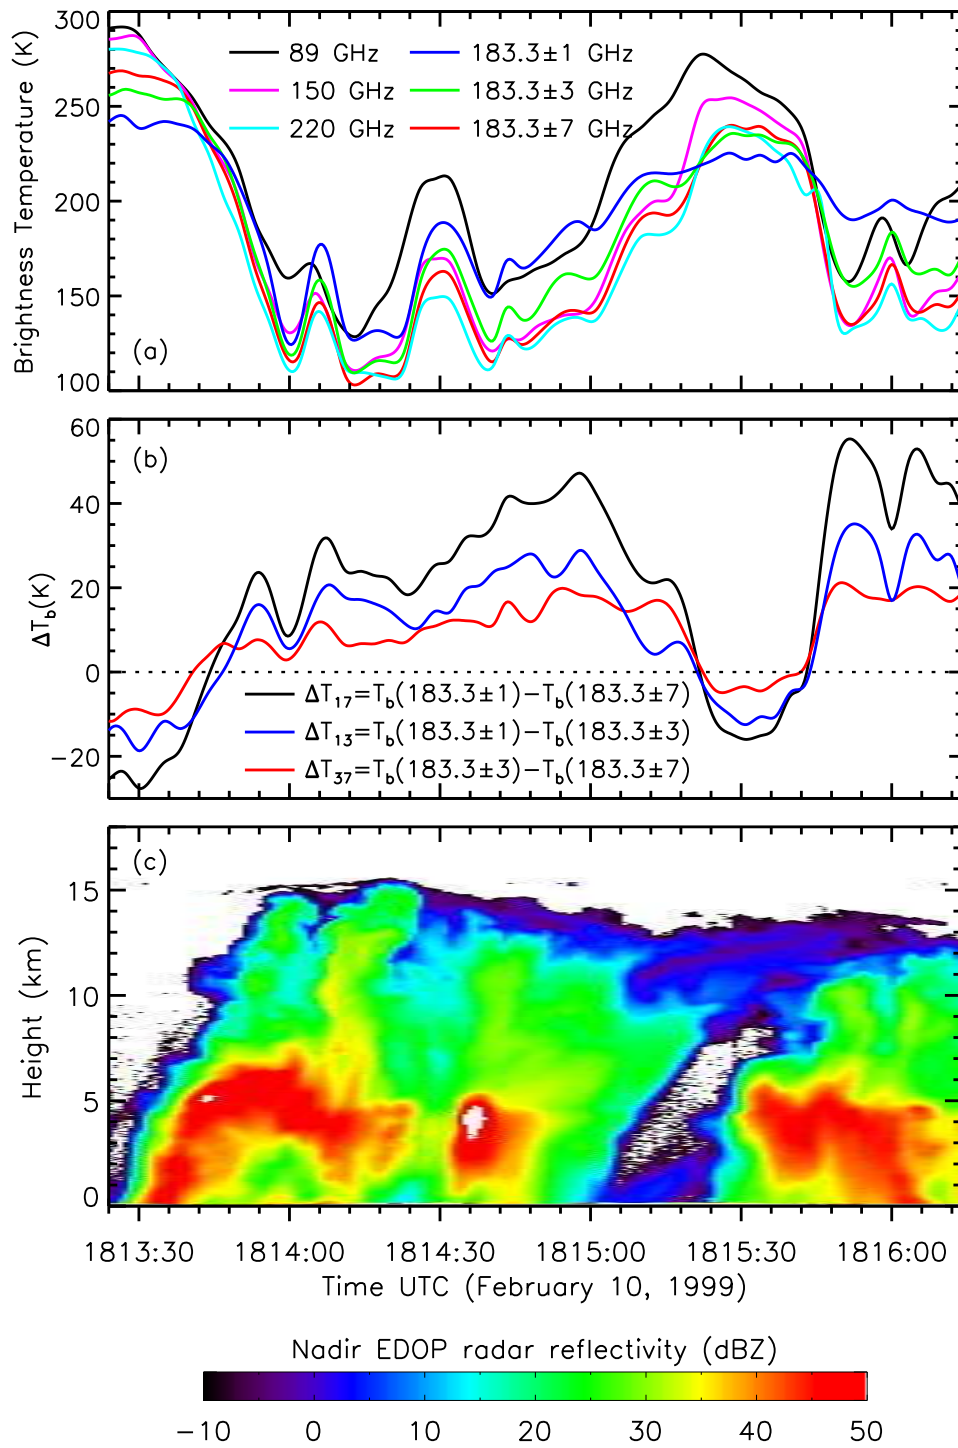 300
250
200
150
100
Brightness Temperature (K)
89 GHz
150 GHz
220 GHz
183.3±1 GHz
183.3±3 GHz
183.3±7 GHz
(a)
60
40
20
0
−20
ΔT_b(K)
(b)
ΔT₁₇=T_b(183.3±1)−T_b(183.3±7)
ΔT₁₃=T_b(183.3±1)−T_b(183.3±3)
ΔT₃₇=T_b(183.3±3)−T_b(183.3±7)
(c)
15
10
5
0
Height (km)
1813:30 1814:00 1814:30 1815:00 1815:30 1816:00
Time UTC (February 10, 1999)
Nadir EDOP radar reflectivity (dBZ)
−10 0 10 20 30 40 50